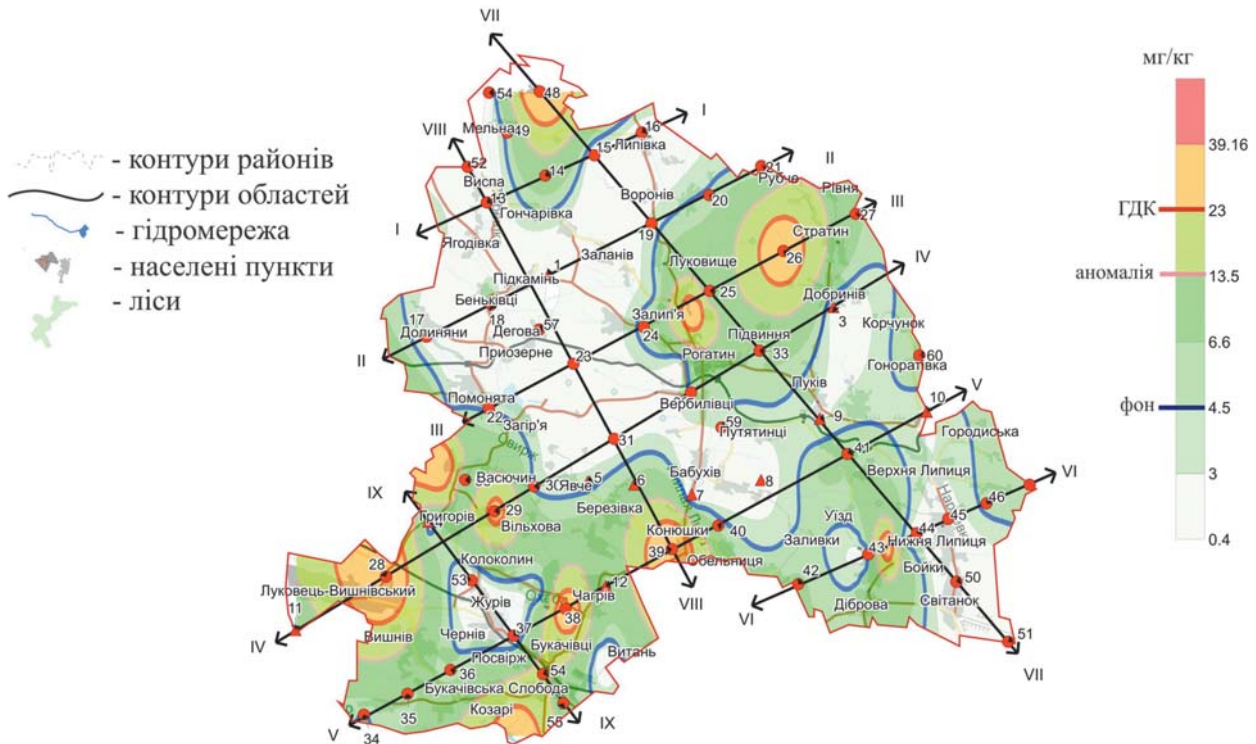 VII
мг/кг
39.16
ГДК
23
аномалія
13.5
6.6
фон
4.5
3
0.4
- контури районів
- контури областей
- гідромережа
- населені пункти
- ліси
54
48
Мельна
49
VIII
16
I
15
Липівка
52
Виспа
14
II
21
Рубче
13
Гончарівка
Воронів
20
Рівня
III
27
I
19
Стратин
Ягодівка
Заланів
26
IV
1
Підкамінь
Луковище
Беньківці
25
Добринів
17
18
Залип'я
3
Корчунок
Долиняни
57
Дегова
24
Підвиння
II
Приозерне
23
Рогатин
33
60
Гоноратівка
Луків
V
Помонята
Вербилівці
10
22
9
III
Загір'я
59
Путятинці
Городиська
Свирж
31
41
VI
IX
Васючин
Бабухів
Верхня Липиця
30
Явче
5
6
7
8
46
Григорів
29
Вільхова
Березівка
45
Уїзд
44
Конюшки
40
Заливки
Нижня Липиця
39
Обельниця
43
28
Колоколин
Бойки
Луковець-Вишнівський
53
12
42
50
11
Журів
Чагрів
VIII
Світанок
VI
Діброва
IV
38
Вишнів
Чернів
37
Букачівці
51
Витань
Посвірж
VII
36
54
Букачівська Слобода
35
Козарі
55
V
34
IX